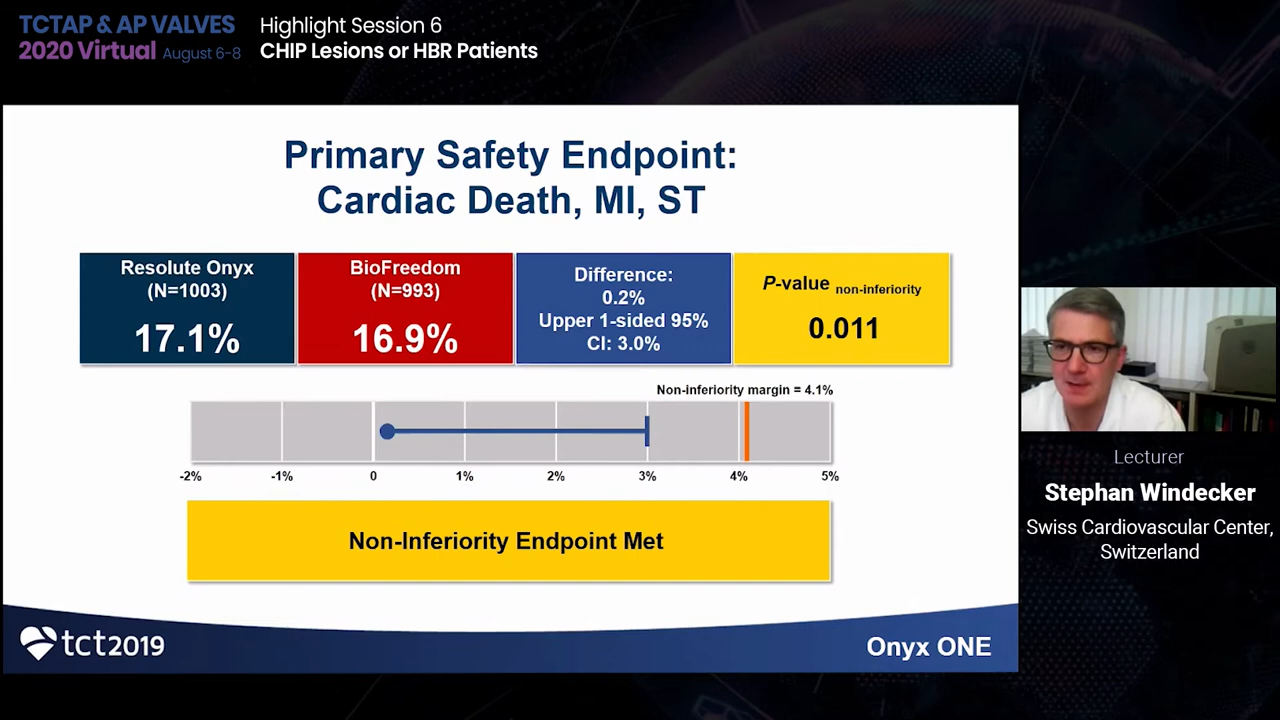 TCTAP & AP VALVES
2020 Virtual August 6-8
Highlight Session 6
CHIP Lesions or HBR Patients
Primary Safety Endpoint:
Cardiac Death, MI, ST
Resolute Onyx
(N=1003)
17.1%
BioFreedom
(N=993)
16.9%
Difference:
0.2%
Upper 1-sided 95%
CI: 3.0%
P-value non-inferiority
0.011
Non-inferiority margin = 4.1%
-2% -1% 0 1% 2% 3% 4% 5%
Non-Inferiority Endpoint Met
tct2019
Onyx ONE
Lecturer
Stephan Windecker
Swiss Cardiovascular Center,
Switzerland